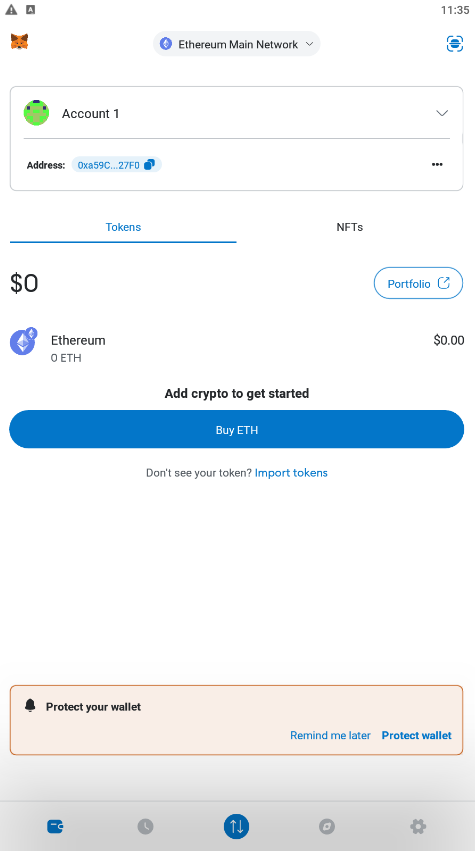 11:35
Ethereum Main Network
Account 1
Address: 0xa59C...27F0
Tokens NFTs
$0 Portfolio
Ethereum $0.00
0 ETH
Add crypto to get started
Buy ETH
Don't see your token? Import tokens
Protect your wallet
Remind me later Protect wallet